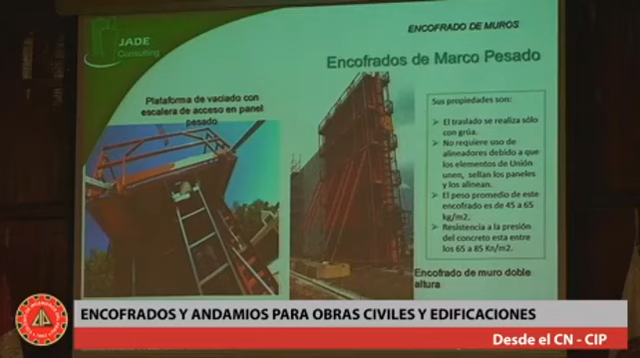 JADE
Consulting
ENCOFRADO DE MUROS
Encofrados de Marco Pesado
Plataforma de vaciado con
escalera de acceso en panel
pesado
Sus propiedades son:
➤ El traslado se realiza sólo
con grúa.
➤ No requiere uso de
alineadores debido a que
los elementos de Unión
unen, sellan los paneles
y los alinean.
➤ El peso promedio de este
encofrado es de 45 a 65
kg/m2.
➤ Resistencia a la presión
del concreto esta entre
los 65 a 85 Kn/m2.
Encofrado de muro doble
altura
ENCOFRADOS Y ANDAMIOS PARA OBRAS CIVILES Y EDIFICACIONES
Desde el CN - CIP